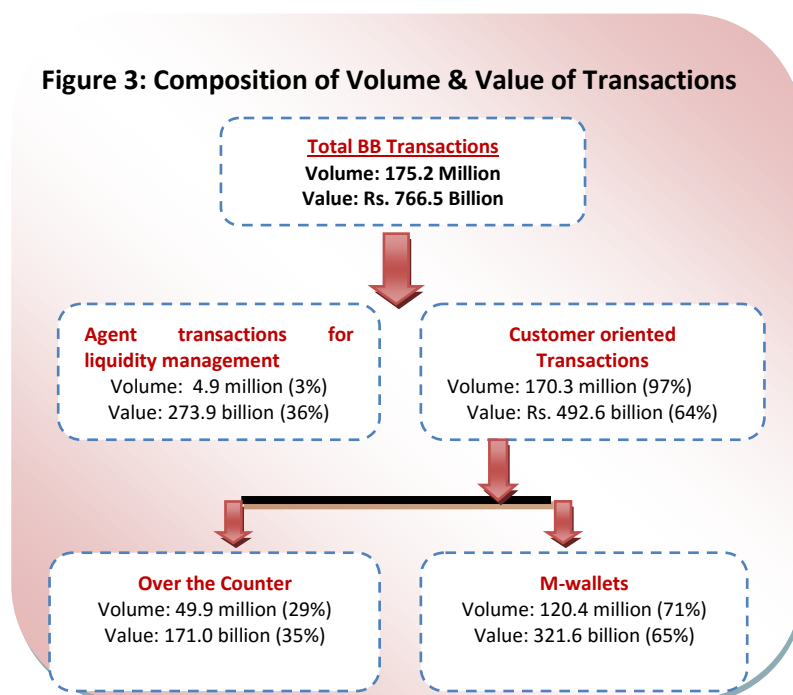 Figure 3: Composition of Volume & Value of Transactions
Total BB Transactions
Volume: 175.2 Million
Value: Rs. 766.5 Billion
Agent transactions for
liquidity management
Volume: 4.9 million (3%)
Value: 273.9 billion (36%)
Customer oriented
Transactions
Volume: 170.3 million (97%)
Value: Rs. 492.6 billion (64%)
Over the Counter
Volume: 49.9 million (29%)
Value: 171.0 billion (35%)
M-wallets
Volume: 120.4 million (71%)
Value: 321.6 billion (65%)